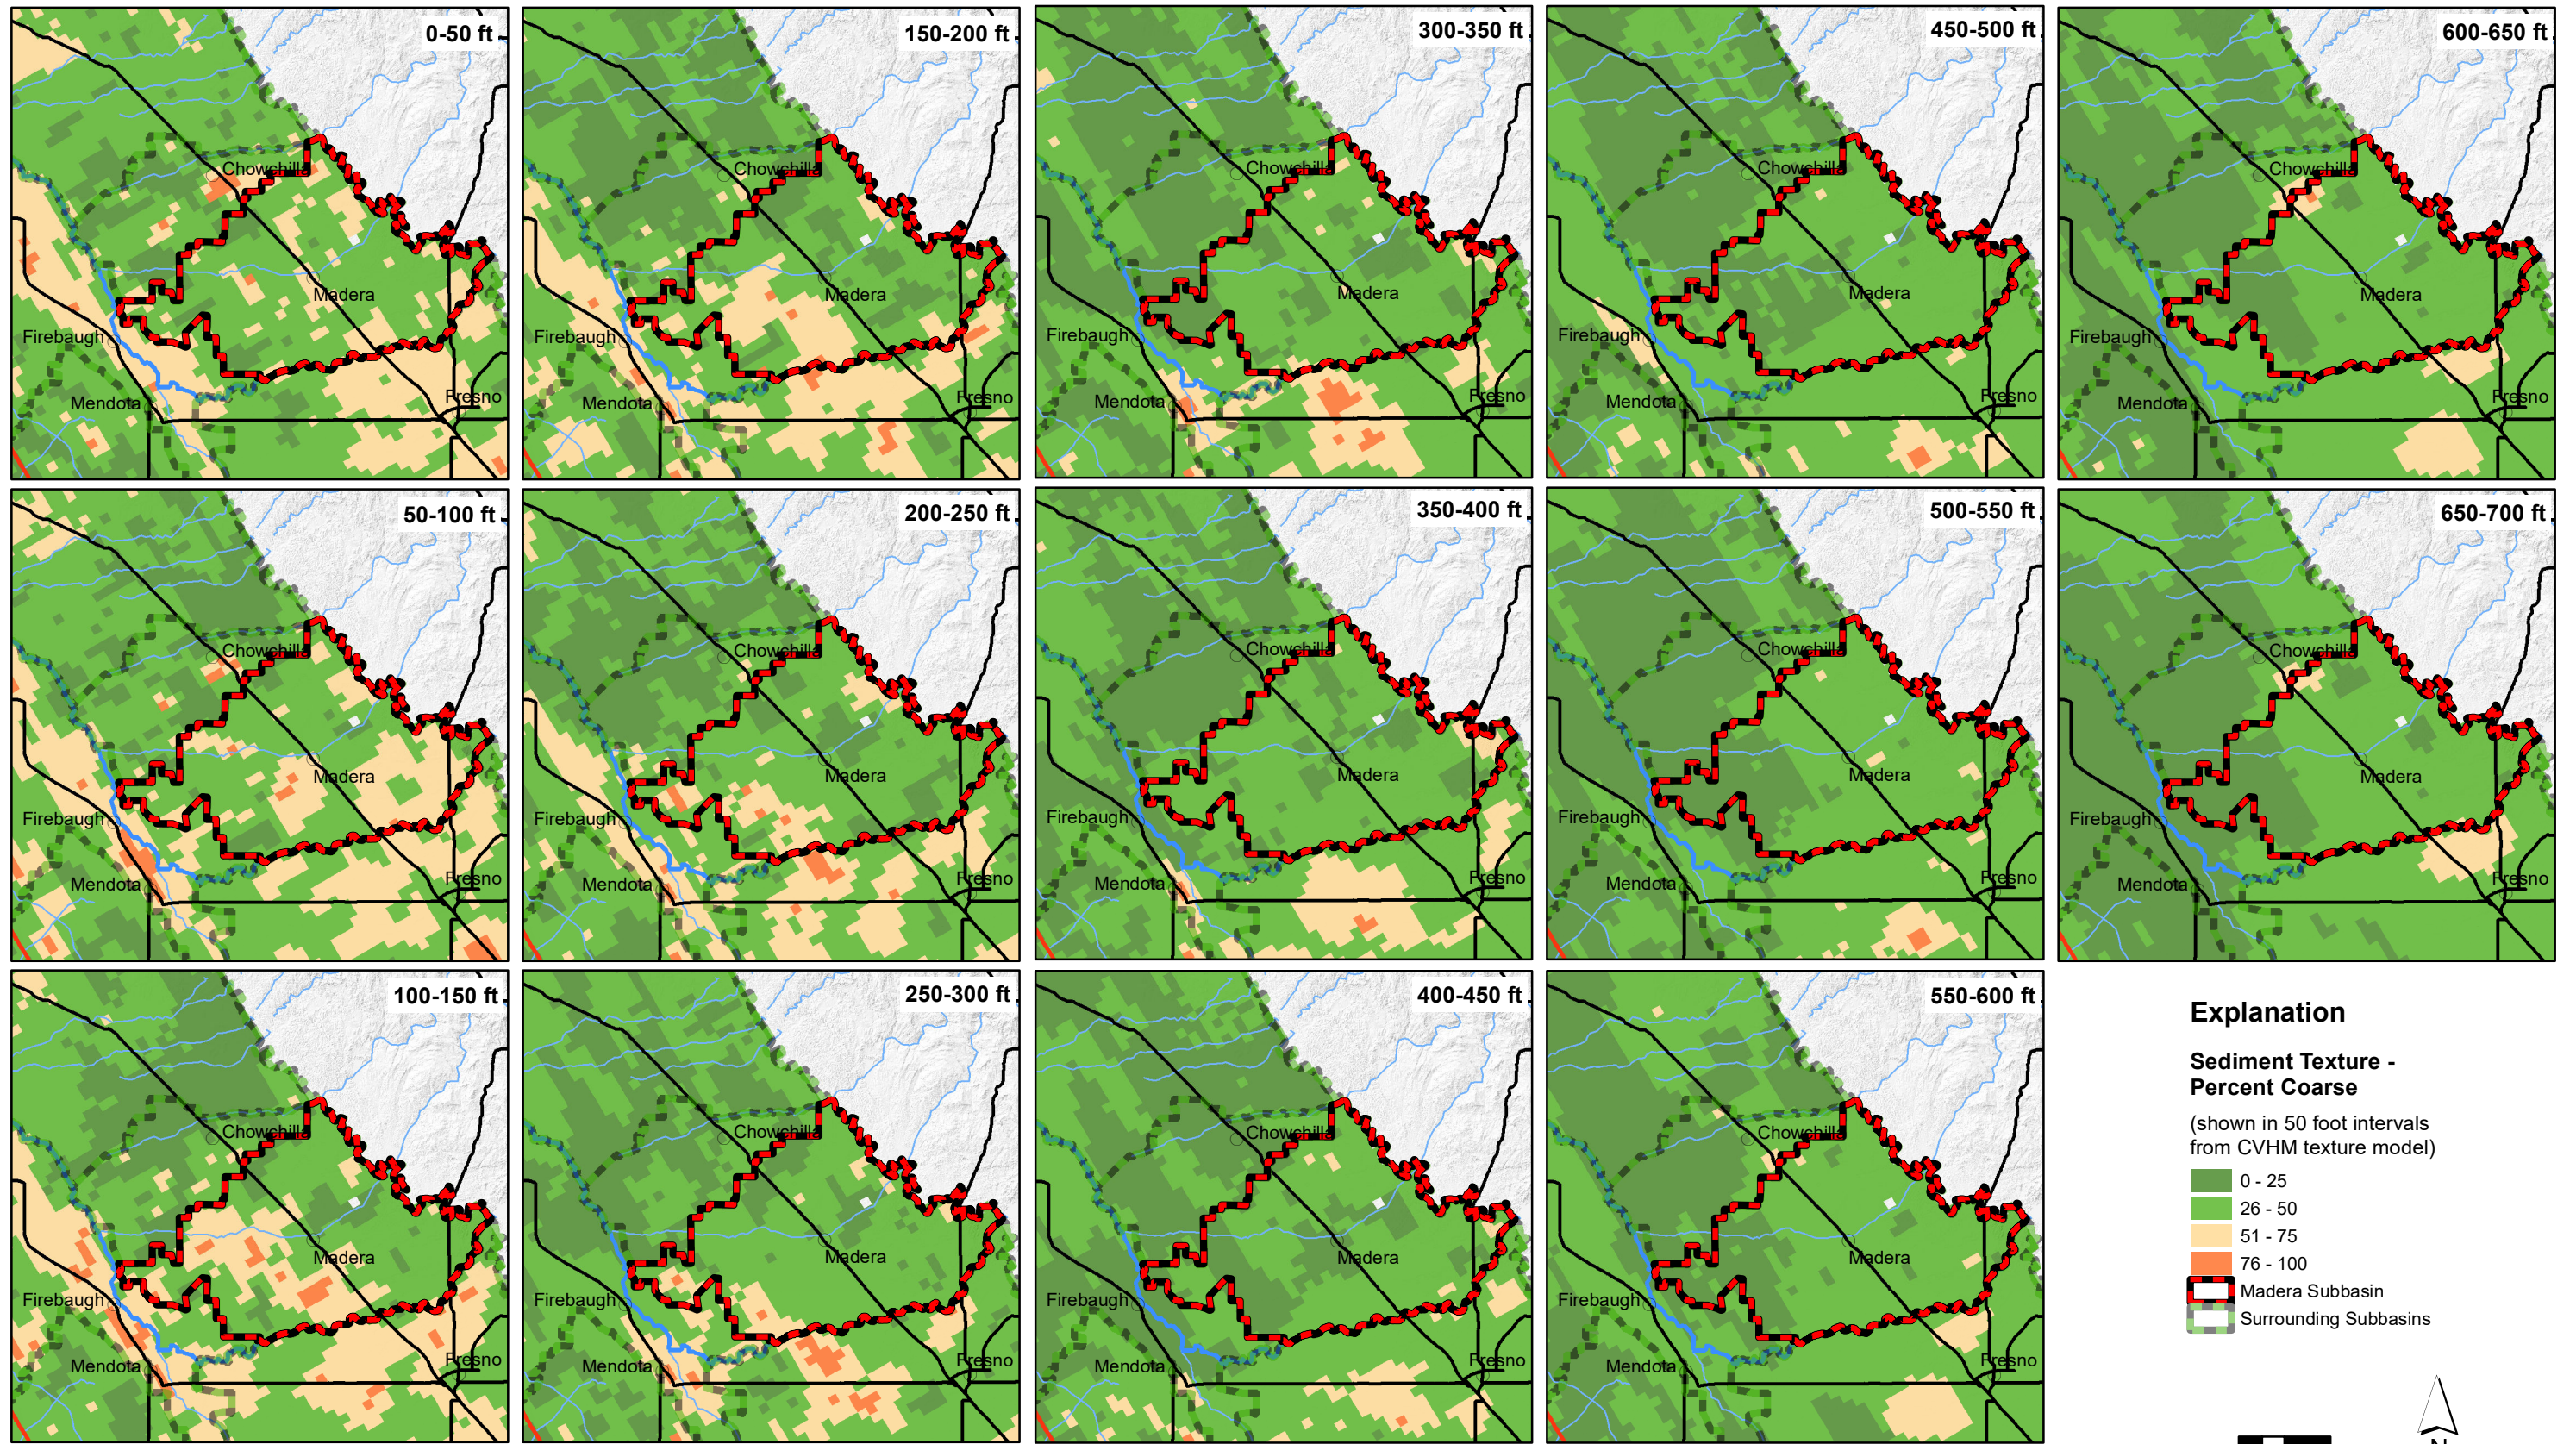 0-50 ft
Chowchilla
Madera
Firebaugh
Mendota
Fresno
150-200 ft
Chowchilla
Madera
Firebaugh
Mendota
Fresno
300-350 ft
Chowchilla
Madera
Firebaugh
Mendota
Fresno
450-500 ft
Chowchilla
Madera
Firebaugh
Mendota
Fresno
600-650 ft
Chowchilla
Madera
Firebaugh
Mendota
Fresno
50-100 ft
Chowchilla
Madera
Firebaugh
Mendota
Fresno
200-250 ft
Chowchilla
Madera
Firebaugh
Mendota
Fresno
350-400 ft
Chowchilla
Madera
Firebaugh
Mendota
Fresno
500-550 ft
Chowchilla
Madera
Firebaugh
Mendota
Fresno
650-700 ft
Chowchilla
Madera
Firebaugh
Mendota
Fresno
100-150 ft
Chowchilla
Madera
Firebaugh
Mendota
Fresno
250-300 ft
Chowchilla
Madera
Firebaugh
Mendota
Fresno
400-450 ft
Chowchilla
Madera
Firebaugh
Mendota
Fresno
550-600 ft
Chowchilla
Madera
Firebaugh
Mendota
Fresno
Explanation
Sediment Texture -
Percent Coarse
(shown in 50 foot intervals
from CVHM texture model)
0 - 25
26 - 50
51 - 75
76 - 100
Madera Subbasin
Surrounding Subbasins
N